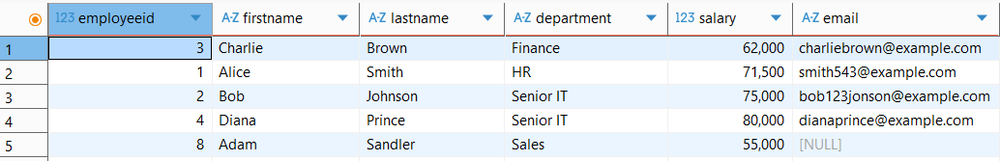 123 employeeid A-Z firstname A-Z lastname A-Z department 123 salary A-Z email
1 3 Charlie Brown Finance 62,000 charliebrown@example.com
2 1 Alice Smith HR 71,500 smith543@example.com
3 2 Bob Johnson Senior IT 75,000 bob123jonson@example.com
4 4 Diana Prince Senior IT 80,000 dianaprince@example.com
5 8 Adam Sandler Sales 55,000 [NULL]